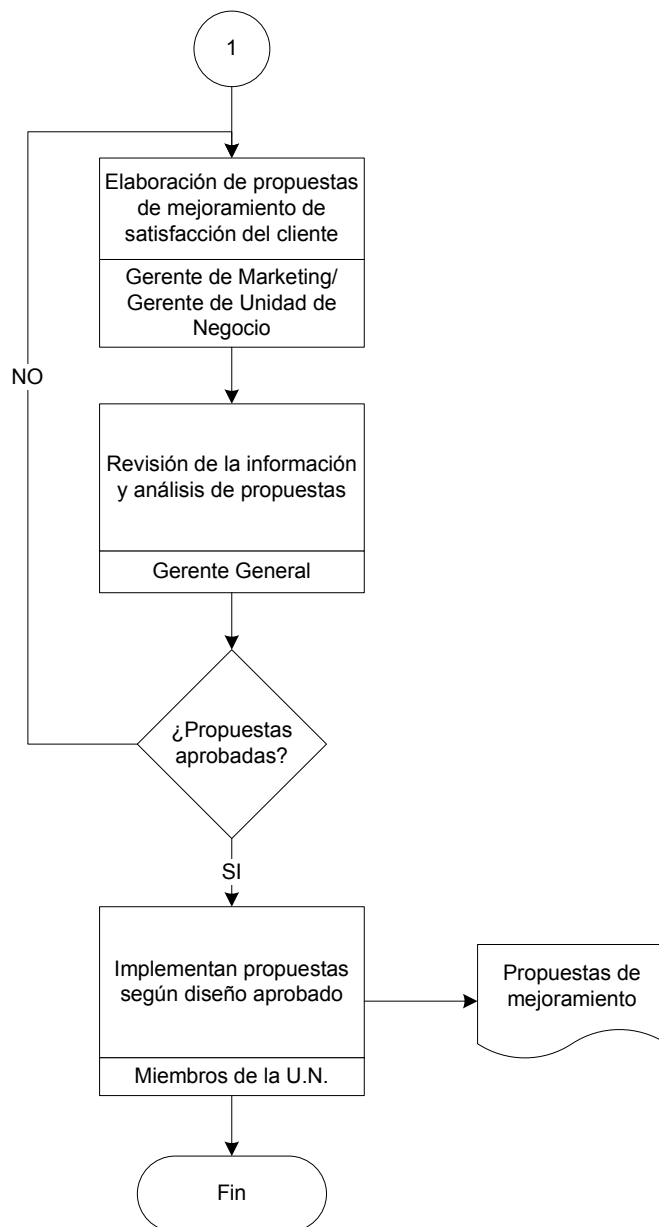 1
Elaboración de propuestas
de mejoramiento de
satisfacción del cliente
Gerente de Marketing/
Gerente de Unidad de
Negocio
NO
Revisión de la información
y análisis de propuestas
Gerente General
¿Propuestas
aprobadas?
SI
Implementan propuestas
según diseño aprobado
Propuestas de
mejoramiento
Miembros de la U.N.
Fin